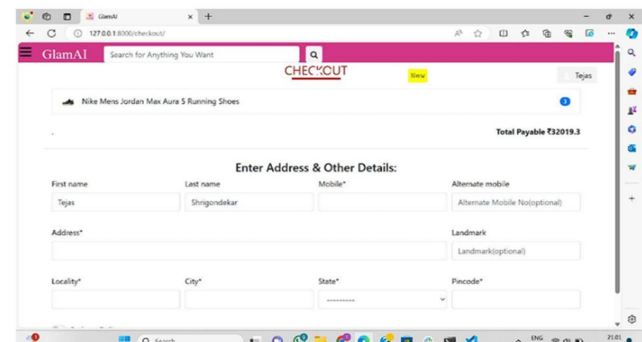 GlamAI
127.0.0.1:8000/checkout/
GlamAI
Search for Anything You Want
CHECKOUT
New
Tejas
Nike Mens Jordan Max Aura 5 Running Shoes
3
.
Total Payable ₹32019.3
Enter Address & Other Details:
First name Last name Mobile* Alternate mobile
Tejas Shrigondekar Alternate Mobile No(optional)
Address* Landmark
Landmark(optional)
Locality* City* State* Pincode*
---------
Search
ENG
21:01